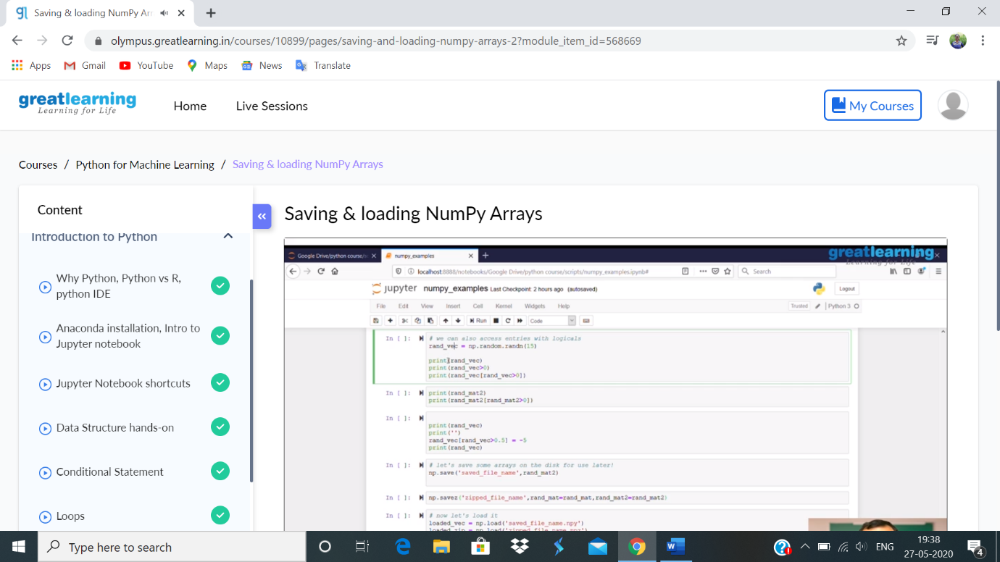 Saving & loading NumPy Arr
olympus.greatlearning.in/courses/10899/pages/saving-and-loading-numpy-arrays-2?module_item_id=568669
Apps Gmail YouTube Maps News Translate
greatlearning
Learning for Life
Home Live Sessions My Courses
Courses / Python for Machine Learning / Saving & loading NumPy Arrays
Content
Introduction to Python
Why Python, Python vs R,
python IDE
Anaconda installation, Intro to
Jupyter notebook
Jupyter Notebook shortcuts
Data Structure hands-on
Conditional Statement
Loops
Saving & loading NumPy Arrays
Google Drive/python course/s numpy_examples
greatlearning
Learning for Life
localhost:8888/notebooks/Google Drive/python course/scripts/numpy_examples.ipynb# Search
jupyter numpy_examples Last Checkpoint: 2 hours ago (autosaved) Logout
File Edit View Insert Cell Kernel Widgets Help Trusted Python 3
Run Code
In [ ]: # we can also access entries with logicals
rand_vec = np.random.randn(15)
print(rand_vec)
print(rand_vec>0)
print(rand_vec[rand_vec>0])
In [ ]: print(rand_mat2)
print(rand_mat2[rand_mat2>0])
In [ ]:
print(rand_vec)
print('')
rand_vec[rand_vec>0.5] = -5
print(rand_vec)
In [ ]: # let's save some arrays on the disk for use later!
np.save('saved_file_name',rand_mat2)
In [ ]: np.savez('zipped_file_name',rand_mat=rand_mat,rand_mat2=rand_mat2)
In [ ]: # now let's load it
loaded_vec = np.load('saved_file_name.npy')
loaded_zip = np.load('zipped_file_name.npz')
Type here to search
W
ENG
19:38
27-05-2020
4